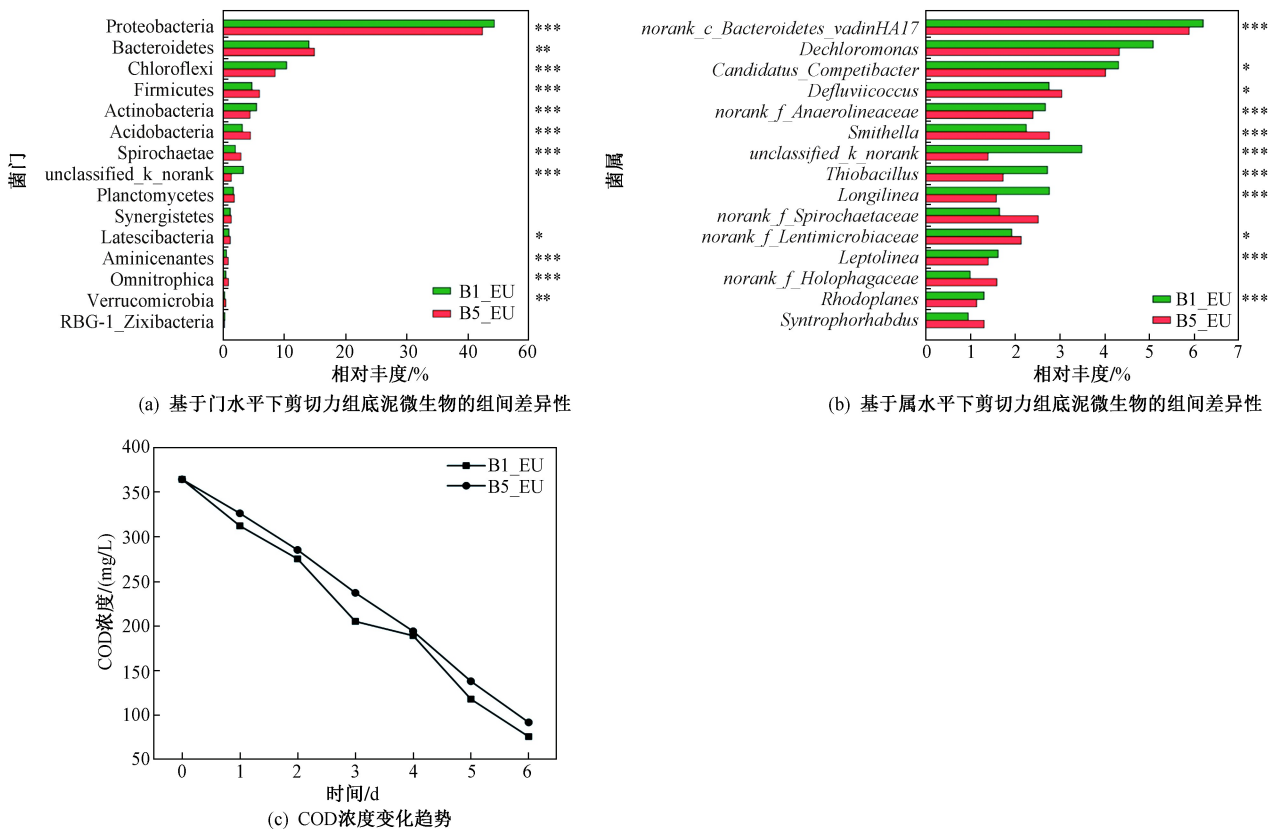 菌门
Proteobacteria ***
Bacteroidetes **
Chloroflexi ***
Firmicutes ***
Actinobacteria ***
Acidobacteria ***
Spirochaetae ***
unclassified_k_norank ***
Planctomycetes
Synergistetes
Latescibacteria *
Aminicenantes ***
Omnitrophica ***
Verrucomicrobia **
RBG-1_Zixibacteria
B1_EU
B5_EU
0 10 20 30 40 50 60
相对丰度/%
(a) 基于门水平下剪切力组底泥微生物的组间差异性
菌属
norank_c_Bacteroidetes_vadinHA17 ***
Dechloromonas
Candidatus_Competibacter *
Defluviicoccus *
norank_f_Anaerolineaceae ***
Smithella ***
unclassified_k_norank ***
Thiobacillus ***
Longilinea ***
norank_f_Spirochaetaceae
norank_f_Lentimicrobiaceae *
Leptolinea ***
norank_f_Holophagaceae
Rhodoplanes ***
Syntrophorhabdus
B1_EU
B5_EU
0 1 2 3 4 5 6 7
相对丰度/%
(b) 基于属水平下剪切力组底泥微生物的组间差异性
COD浓度/(mg/L)
400
350
300
250
200
150
100
50
B1_EU
B5_EU
0 1 2 3 4 5 6
时间/d
(c) COD浓度变化趋势